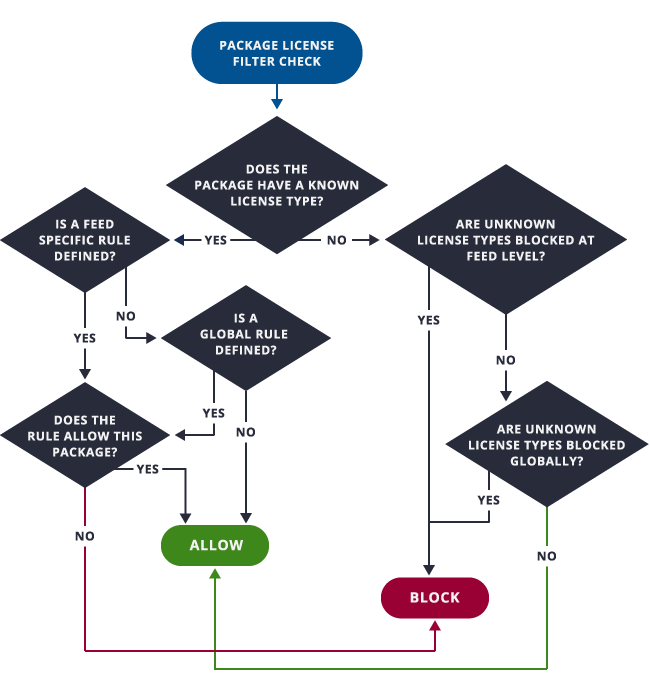 PACKAGE LICENSE
FILTER CHECK
DOES THE
PACKAGE HAVE A KNOWN
LICENSE TYPE?
YES
NO
IS A FEED
SPECIFIC RULE
DEFINED?
ARE UNKNOWN
LICENSE TYPES BLOCKED AT
FEED LEVEL?
NO
YES
IS A
GLOBAL RULE
DEFINED?
YES
NO
DOES THE
RULE ALLOW THIS
PACKAGE?
YES
NO
YES
NO
ARE UNKNOWN
LICENSE TYPES BLOCKED
GLOBALLY?
YES
NO
ALLOW
BLOCK